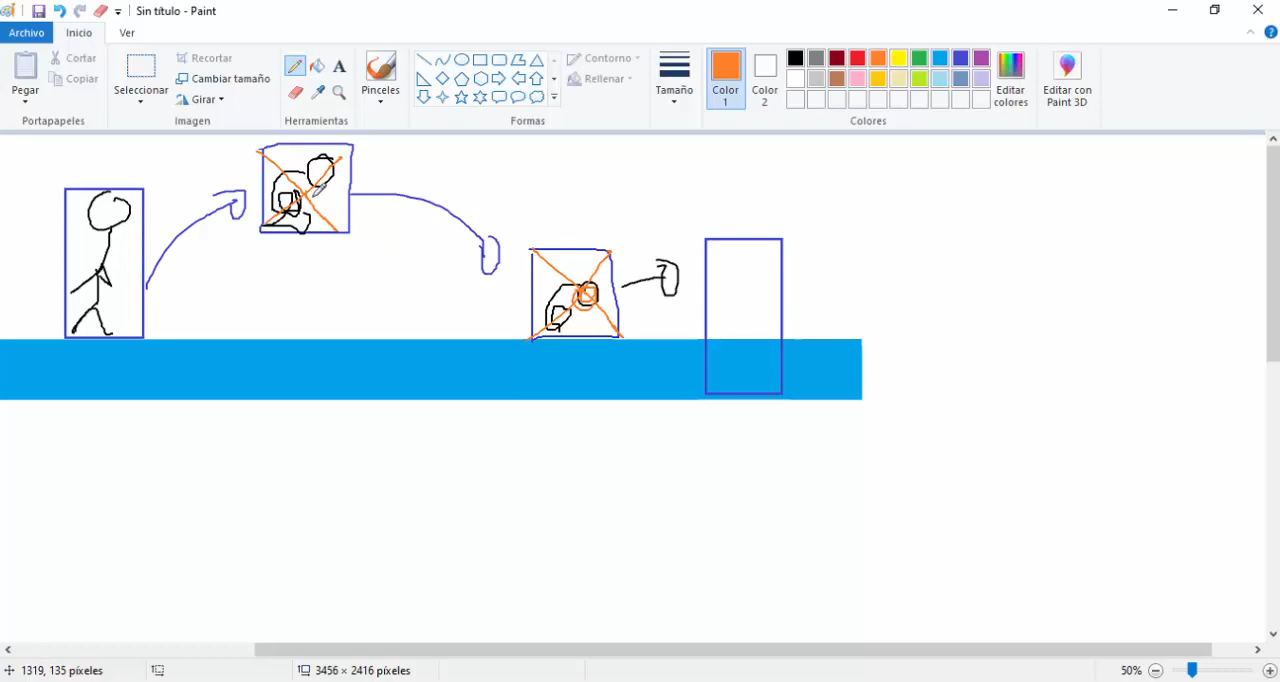 Sin título - Paint
Archivo Inicio Ver
Pegar
Cortar
Copiar
Portapapeles
Seleccionar
Recortar
Cambiar tamaño
Girar
Imagen
A
Herramientas
Pinceles
Contorno
Rellenar
Formas
Tamaño
Color
1
Color
2
Editar
colores
Colores
Editar con
Paint 3D
1319, 135 píxeles
3456 × 2416 píxeles
50%